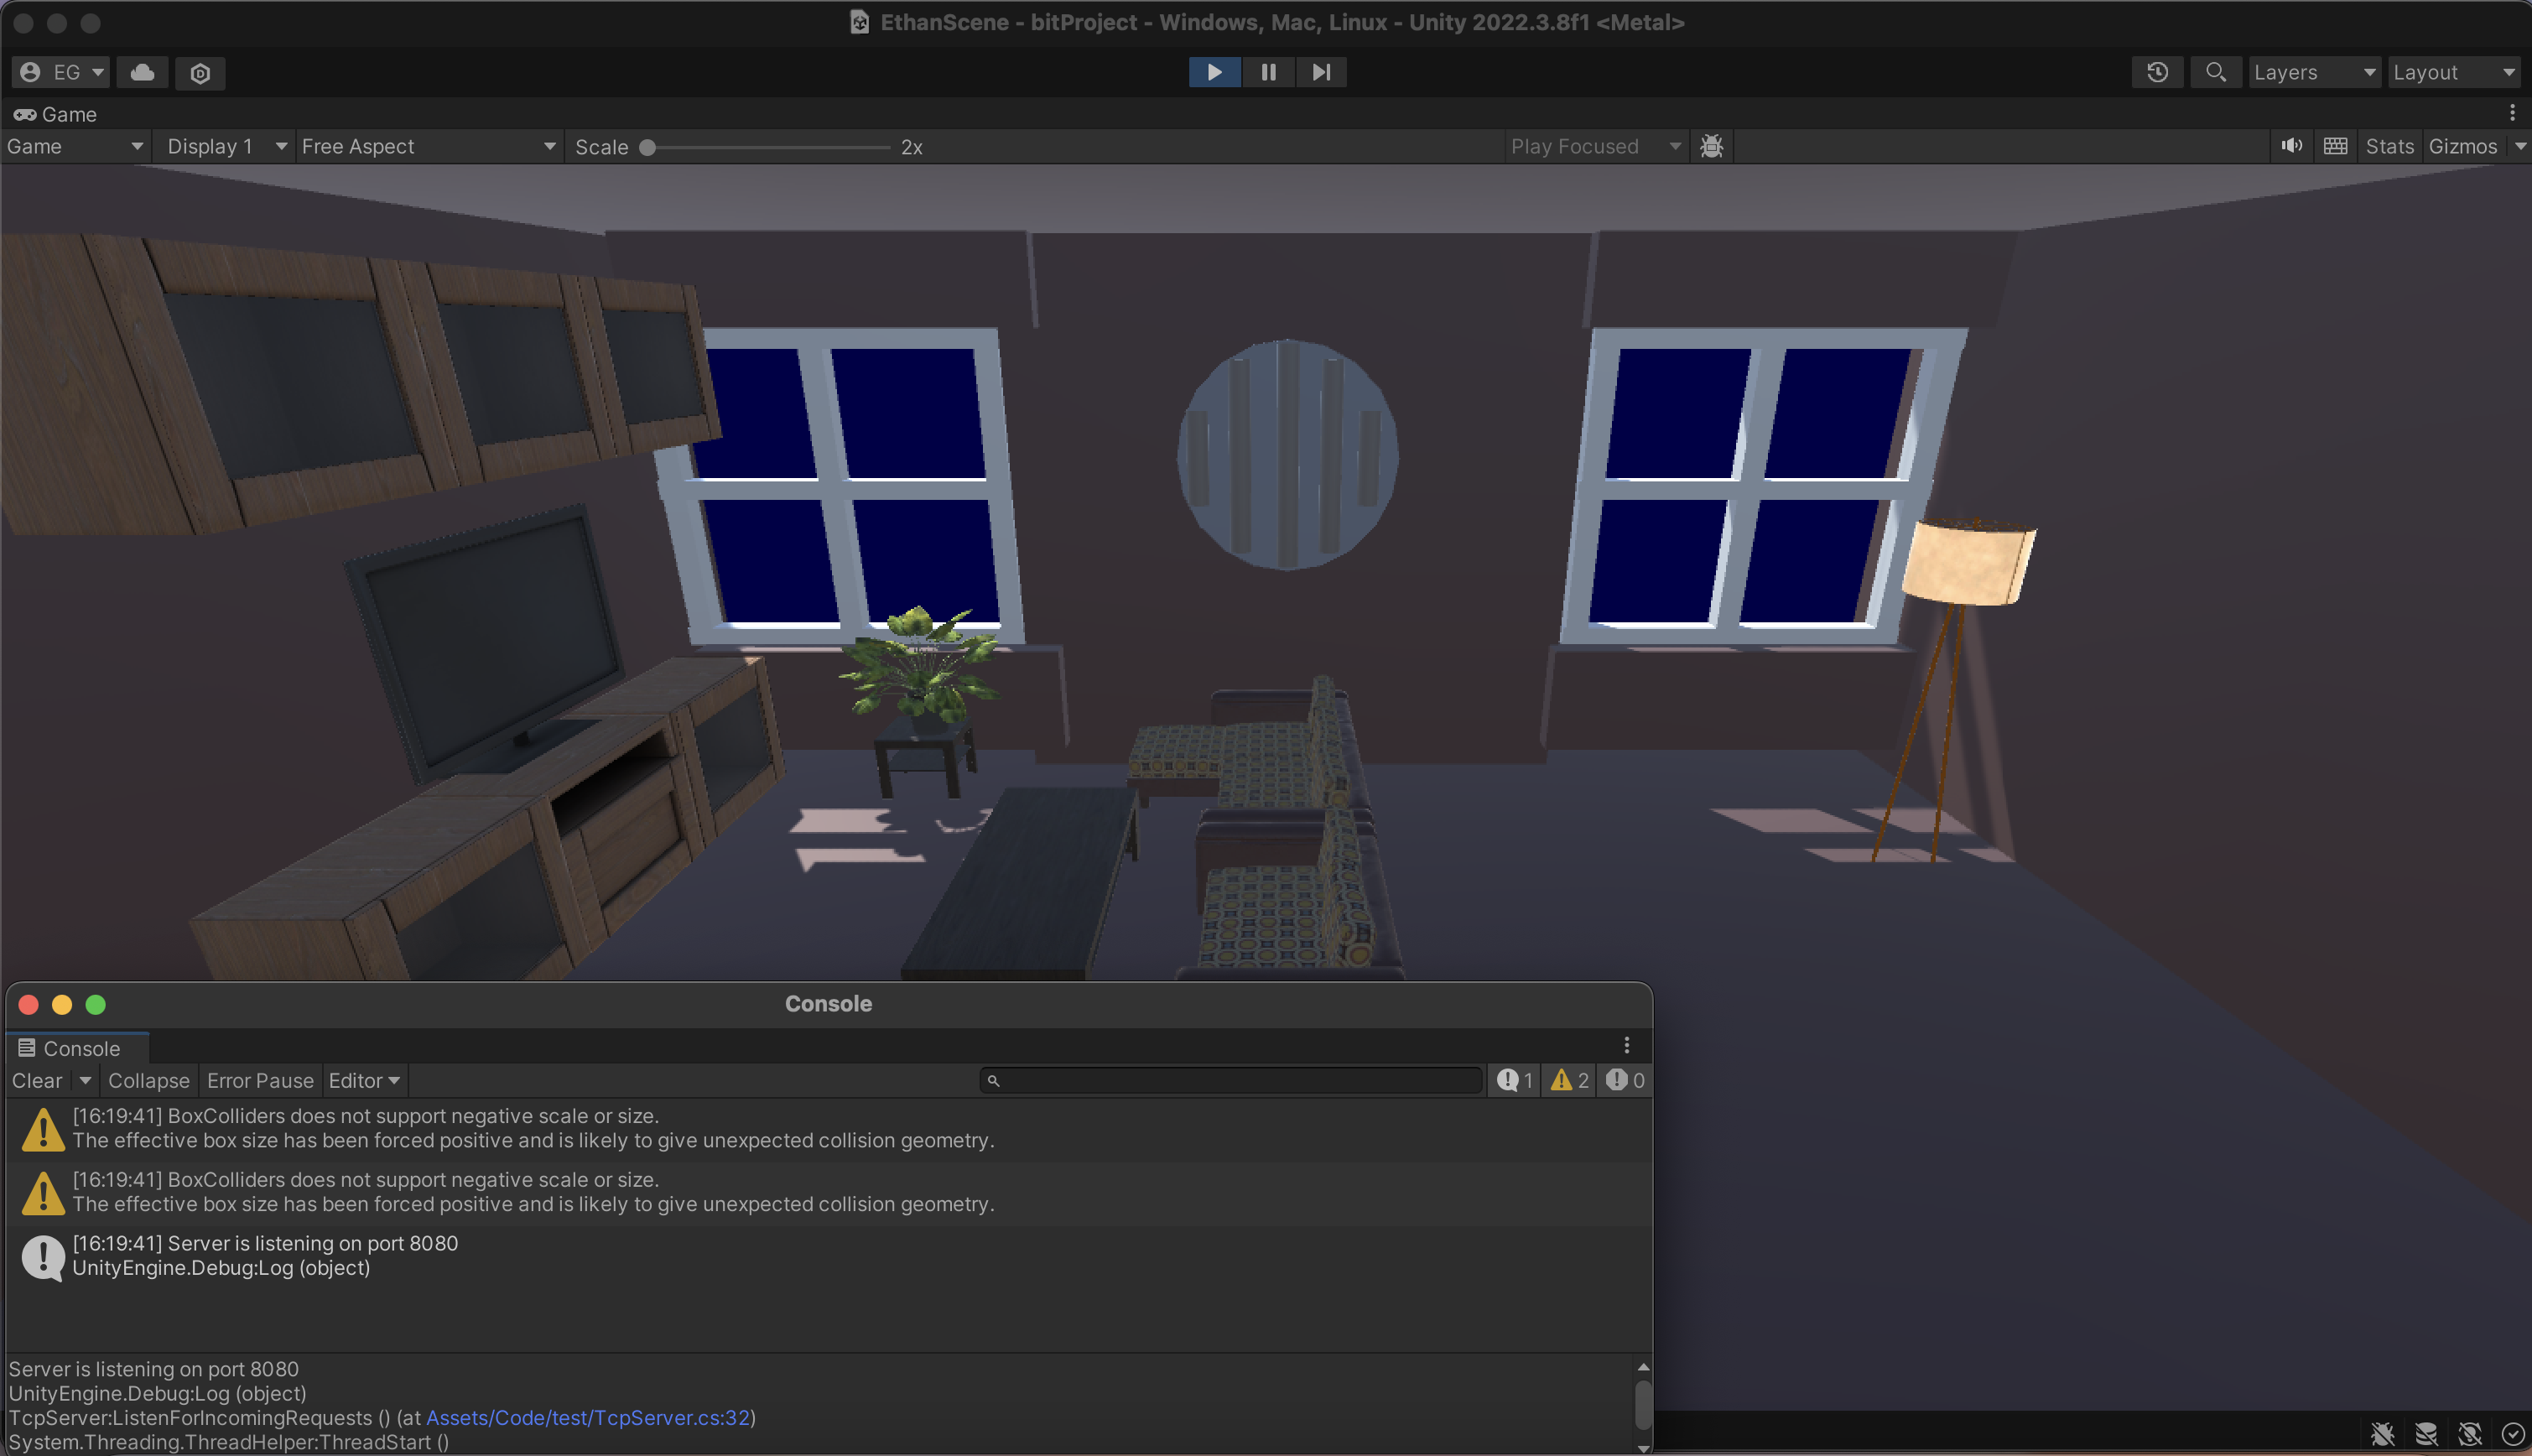 EthanScene - bitProject - Windows, Mac, Linux - Unity 2022.3.8f1 <Metal>
EG
Layers
Layout
Game
Game
Display 1
Free Aspect
Scale
2x
Play Focused
Stats
Gizmos
Console
Console
Clear
Collapse
Error Pause
Editor
1
2
0
[16:19:41] BoxColliders does not support negative scale or size.
The effective box size has been forced positive and is likely to give unexpected collision geometry.
[16:19:41] BoxColliders does not support negative scale or size.
The effective box size has been forced positive and is likely to give unexpected collision geometry.
[16:19:41] Server is listening on port 8080
UnityEngine.Debug:Log (object)
Server is listening on port 8080
UnityEngine.Debug:Log (object)
TcpServer:ListenForIncomingRequests () (at Assets/Code/test/TcpServer.cs:32)
System.Threading.ThreadHelper:ThreadStart ()